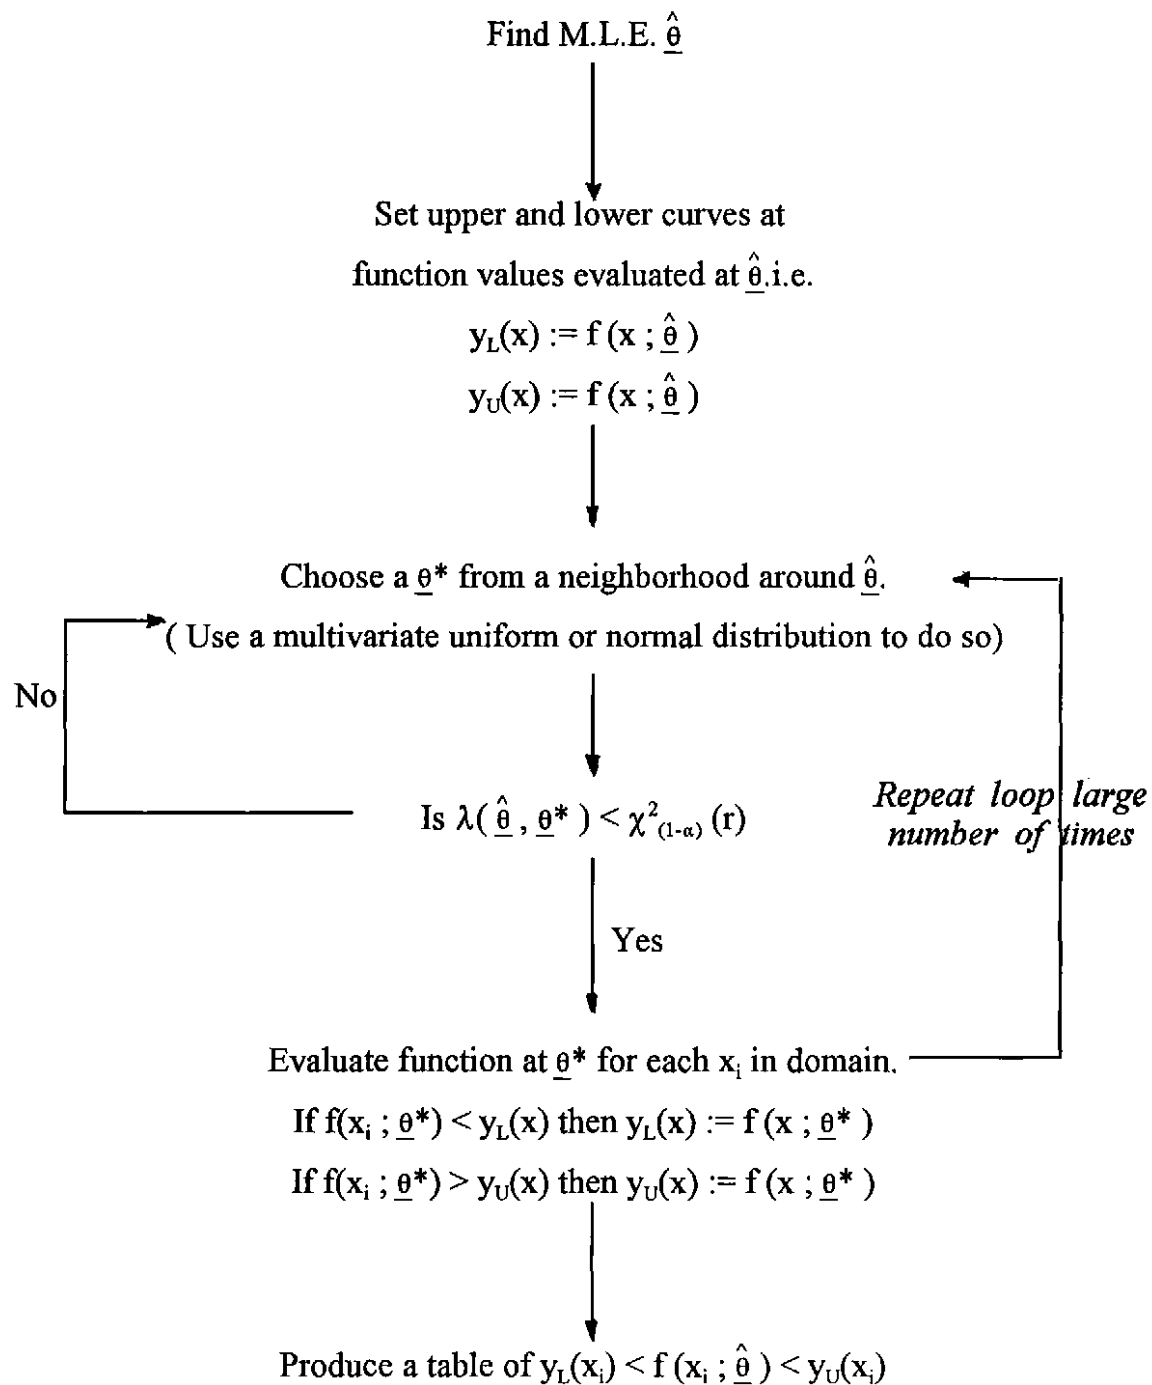 Find M.L.E. θ̲̂
Set upper and lower curves at
function values evaluated at θ̲̂.i.e.
y_L(x) := f (x ; θ̲̂ )
y_U(x) := f (x ; θ̲̂ )
Choose a θ̲* from a neighborhood around θ̲̂.
( Use a multivariate uniform or normal distribution to do so)
No
Is λ( θ̲̂ , θ̲* ) < χ²₍₁₋α₎ (r)
Repeat loop large
number of times
Yes
Evaluate function at θ̲* for each x_i in domain.
If f(x_i ; θ̲*) < y_L(x) then y_L(x) := f (x ; θ̲* )
If f(x_i ; θ̲*) > y_U(x) then y_U(x) := f (x ; θ̲* )
Produce a table of y_L(x_i) < f (x_i ; θ̲̂ ) < y_U(x_i)